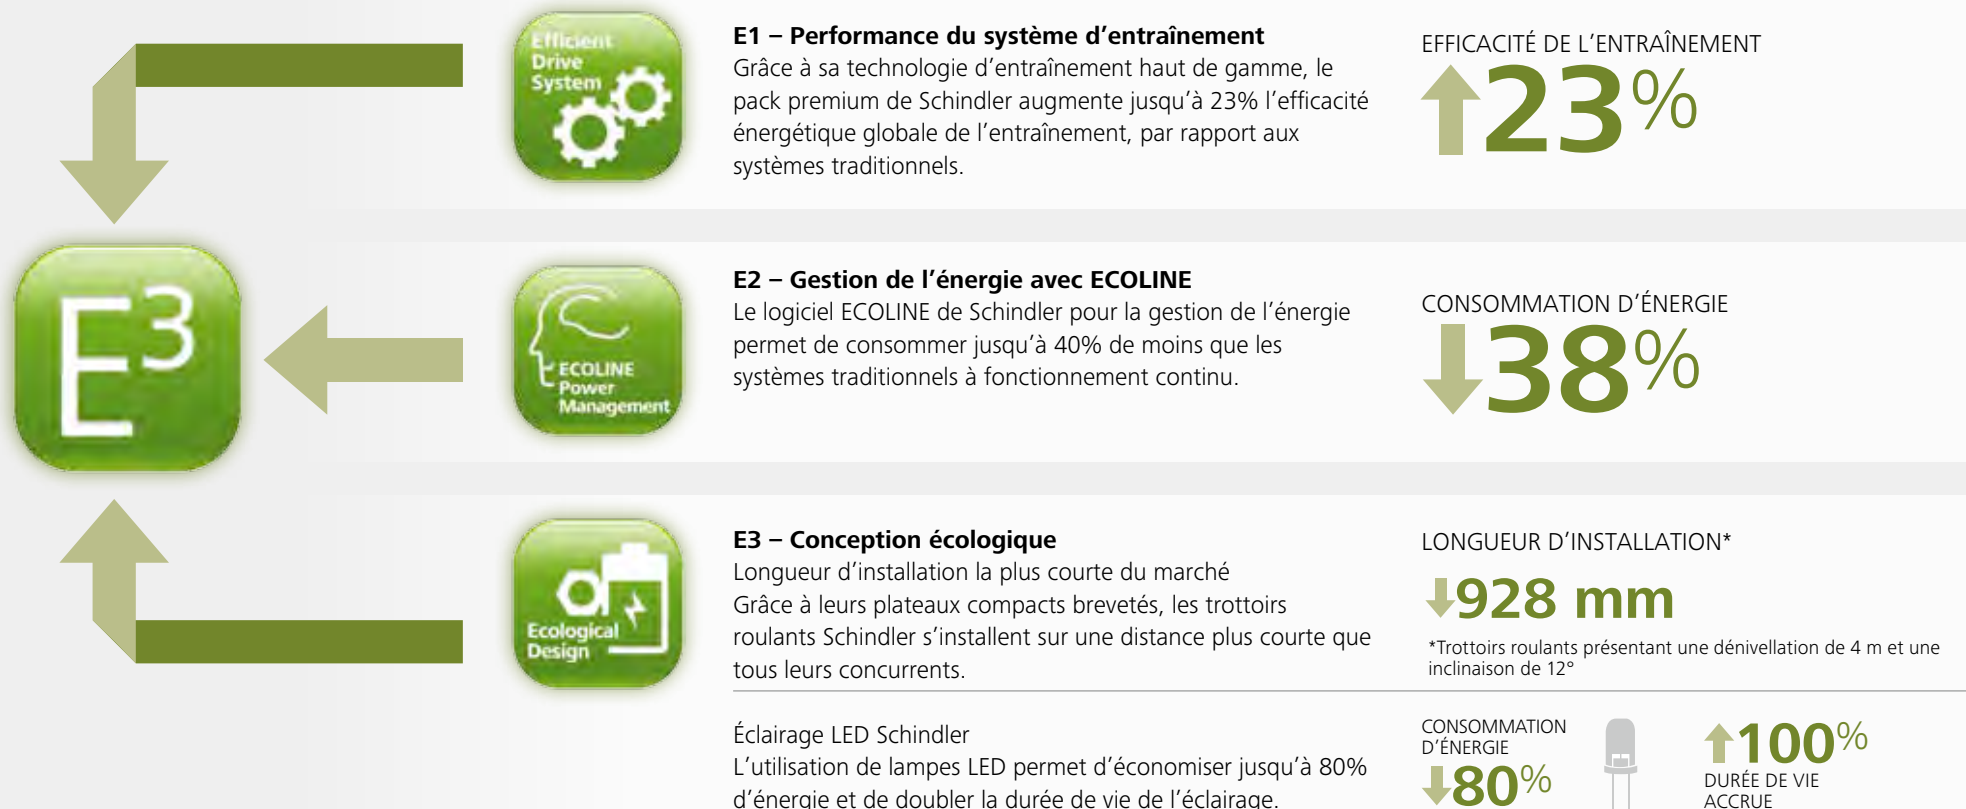 Efficient
Drive
System
E1 – Performance du système d’entraînement
Grâce à sa technologie d’entraînement haut de gamme, le
pack premium de Schindler augmente jusqu’à 23% l’efficacité
énergétique globale de l’entraînement, par rapport aux
systèmes traditionnels.
EFFICACITÉ DE L’ENTRAÎNEMENT
23%
E³
ECOLINE
Power
Management
E2 – Gestion de l’énergie avec ECOLINE
Le logiciel ECOLINE de Schindler pour la gestion de l’énergie
permet de consommer jusqu’à 40% de moins que les
systèmes traditionnels à fonctionnement continu.
CONSOMMATION D’ÉNERGIE
38%
Ecological
Design
E3 – Conception écologique
Longueur d’installation la plus courte du marché
Grâce à leurs plateaux compacts brevetés, les trottoirs
roulants Schindler s’installent sur une distance plus courte que
tous leurs concurrents.
LONGUEUR D’INSTALLATION*
928 mm
*Trottoirs roulants présentant une dénivellation de 4 m et une
inclinaison de 12°
Éclairage LED Schindler
L’utilisation de lampes LED permet d’économiser jusqu’à 80%
d’énergie et de doubler la durée de vie de l’éclairage.
CONSOMMATION
D’ÉNERGIE
80%
100%
DURÉE DE VIE
ACCRUE